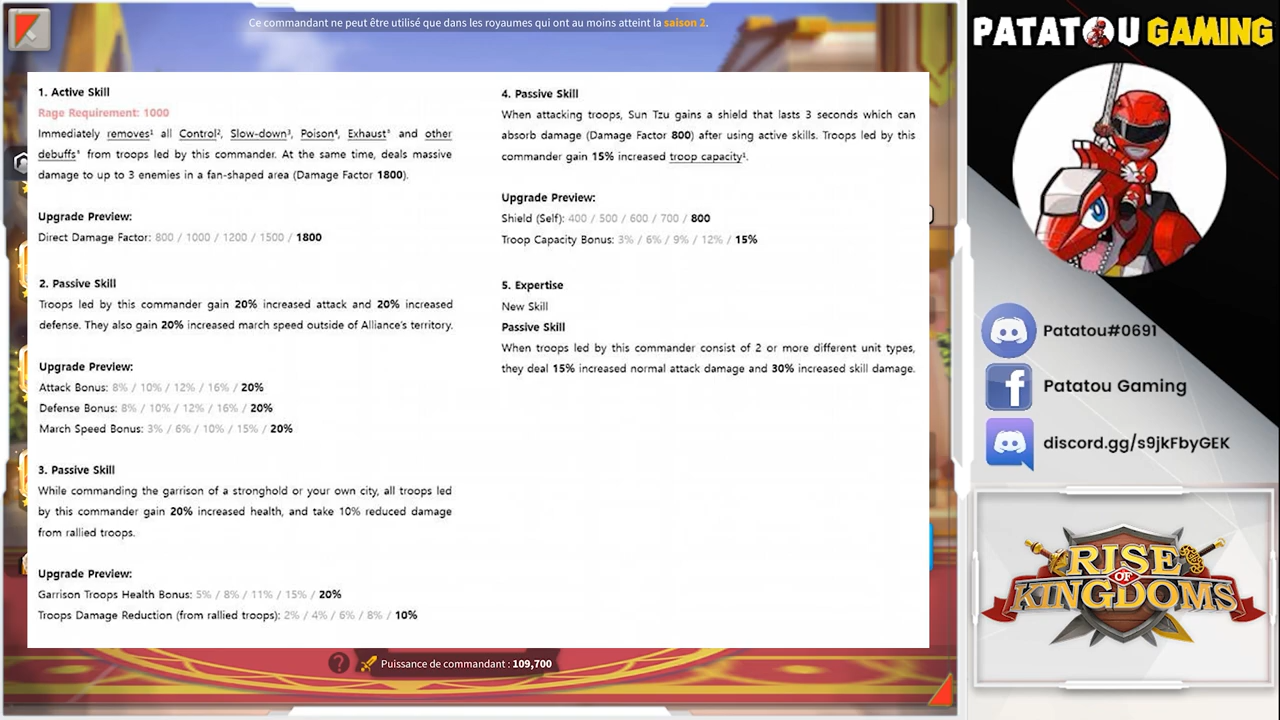 Ce commandant ne peut être utilisé que dans les royaumes qui ont au moins atteint la saison 2.
1. Active Skill
Rage Requirement: 1000
Immediately removes¹ all Control², Slow-down³, Poison⁴, Exhaust⁵ and other
debuffs⁶ from troops led by this commander. At the same time, deals massive
damage to up to 3 enemies in a fan-shaped area (Damage Factor 1800).
Upgrade Preview:
Direct Damage Factor: 800 / 1000 / 1200 / 1500 / 1800
2. Passive Skill
Troops led by this commander gain 20% increased attack and 20% increased
defense. They also gain 20% increased march speed outside of Alliance's territory.
Upgrade Preview:
Attack Bonus: 8% / 10% / 12% / 16% / 20%
Defense Bonus: 8% / 10% / 12% / 16% / 20%
March Speed Bonus: 3% / 6% / 10% / 15% / 20%
3. Passive Skill
While commanding the garrison of a stronghold or your own city, all troops led
by this commander gain 20% increased health, and take 10% reduced damage
from rallied troops.
Upgrade Preview:
Garrison Troops Health Bonus: 5% / 8% / 11% / 15% / 20%
Troops Damage Reduction (from rallied troops): 2% / 4% / 6% / 8% / 10%
4. Passive Skill
When attacking troops, Sun Tzu gains a shield that lasts 3 seconds which can
absorb damage (Damage Factor 800) after using active skills. Troops led by this
commander gain 15% increased troop capacity¹.
Upgrade Preview:
Shield (Self): 400 / 500 / 600 / 700 / 800
Troop Capacity Bonus: 3% / 6% / 9% / 12% / 15%
5. Expertise
New Skill
Passive Skill
When troops led by this commander consist of 2 or more different unit types,
they deal 15% increased normal attack damage and 30% increased skill damage.
Puissance de commandant : 109,700
PATATOU GAMING
Patatou#0691
Patatou Gaming
discord.gg/s9jkFbyGEK
RISE
OF
KINGDOMS